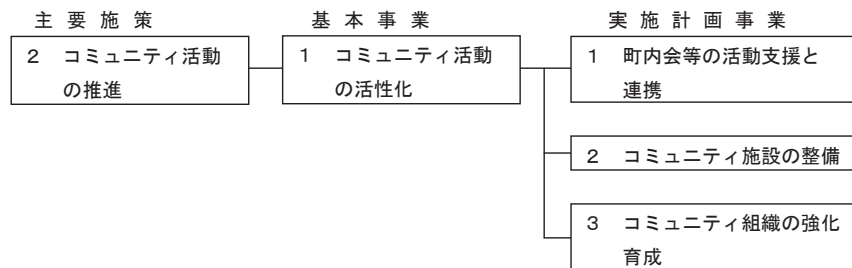 主要施策
基本事業
実施計画事業
2 コミュニティ活動
の推進
1 コミュニティ活動
の活性化
1 町内会等の活動支援と
連携
2 コミュニティ施設の整備
3 コミュニティ組織の強化
育成